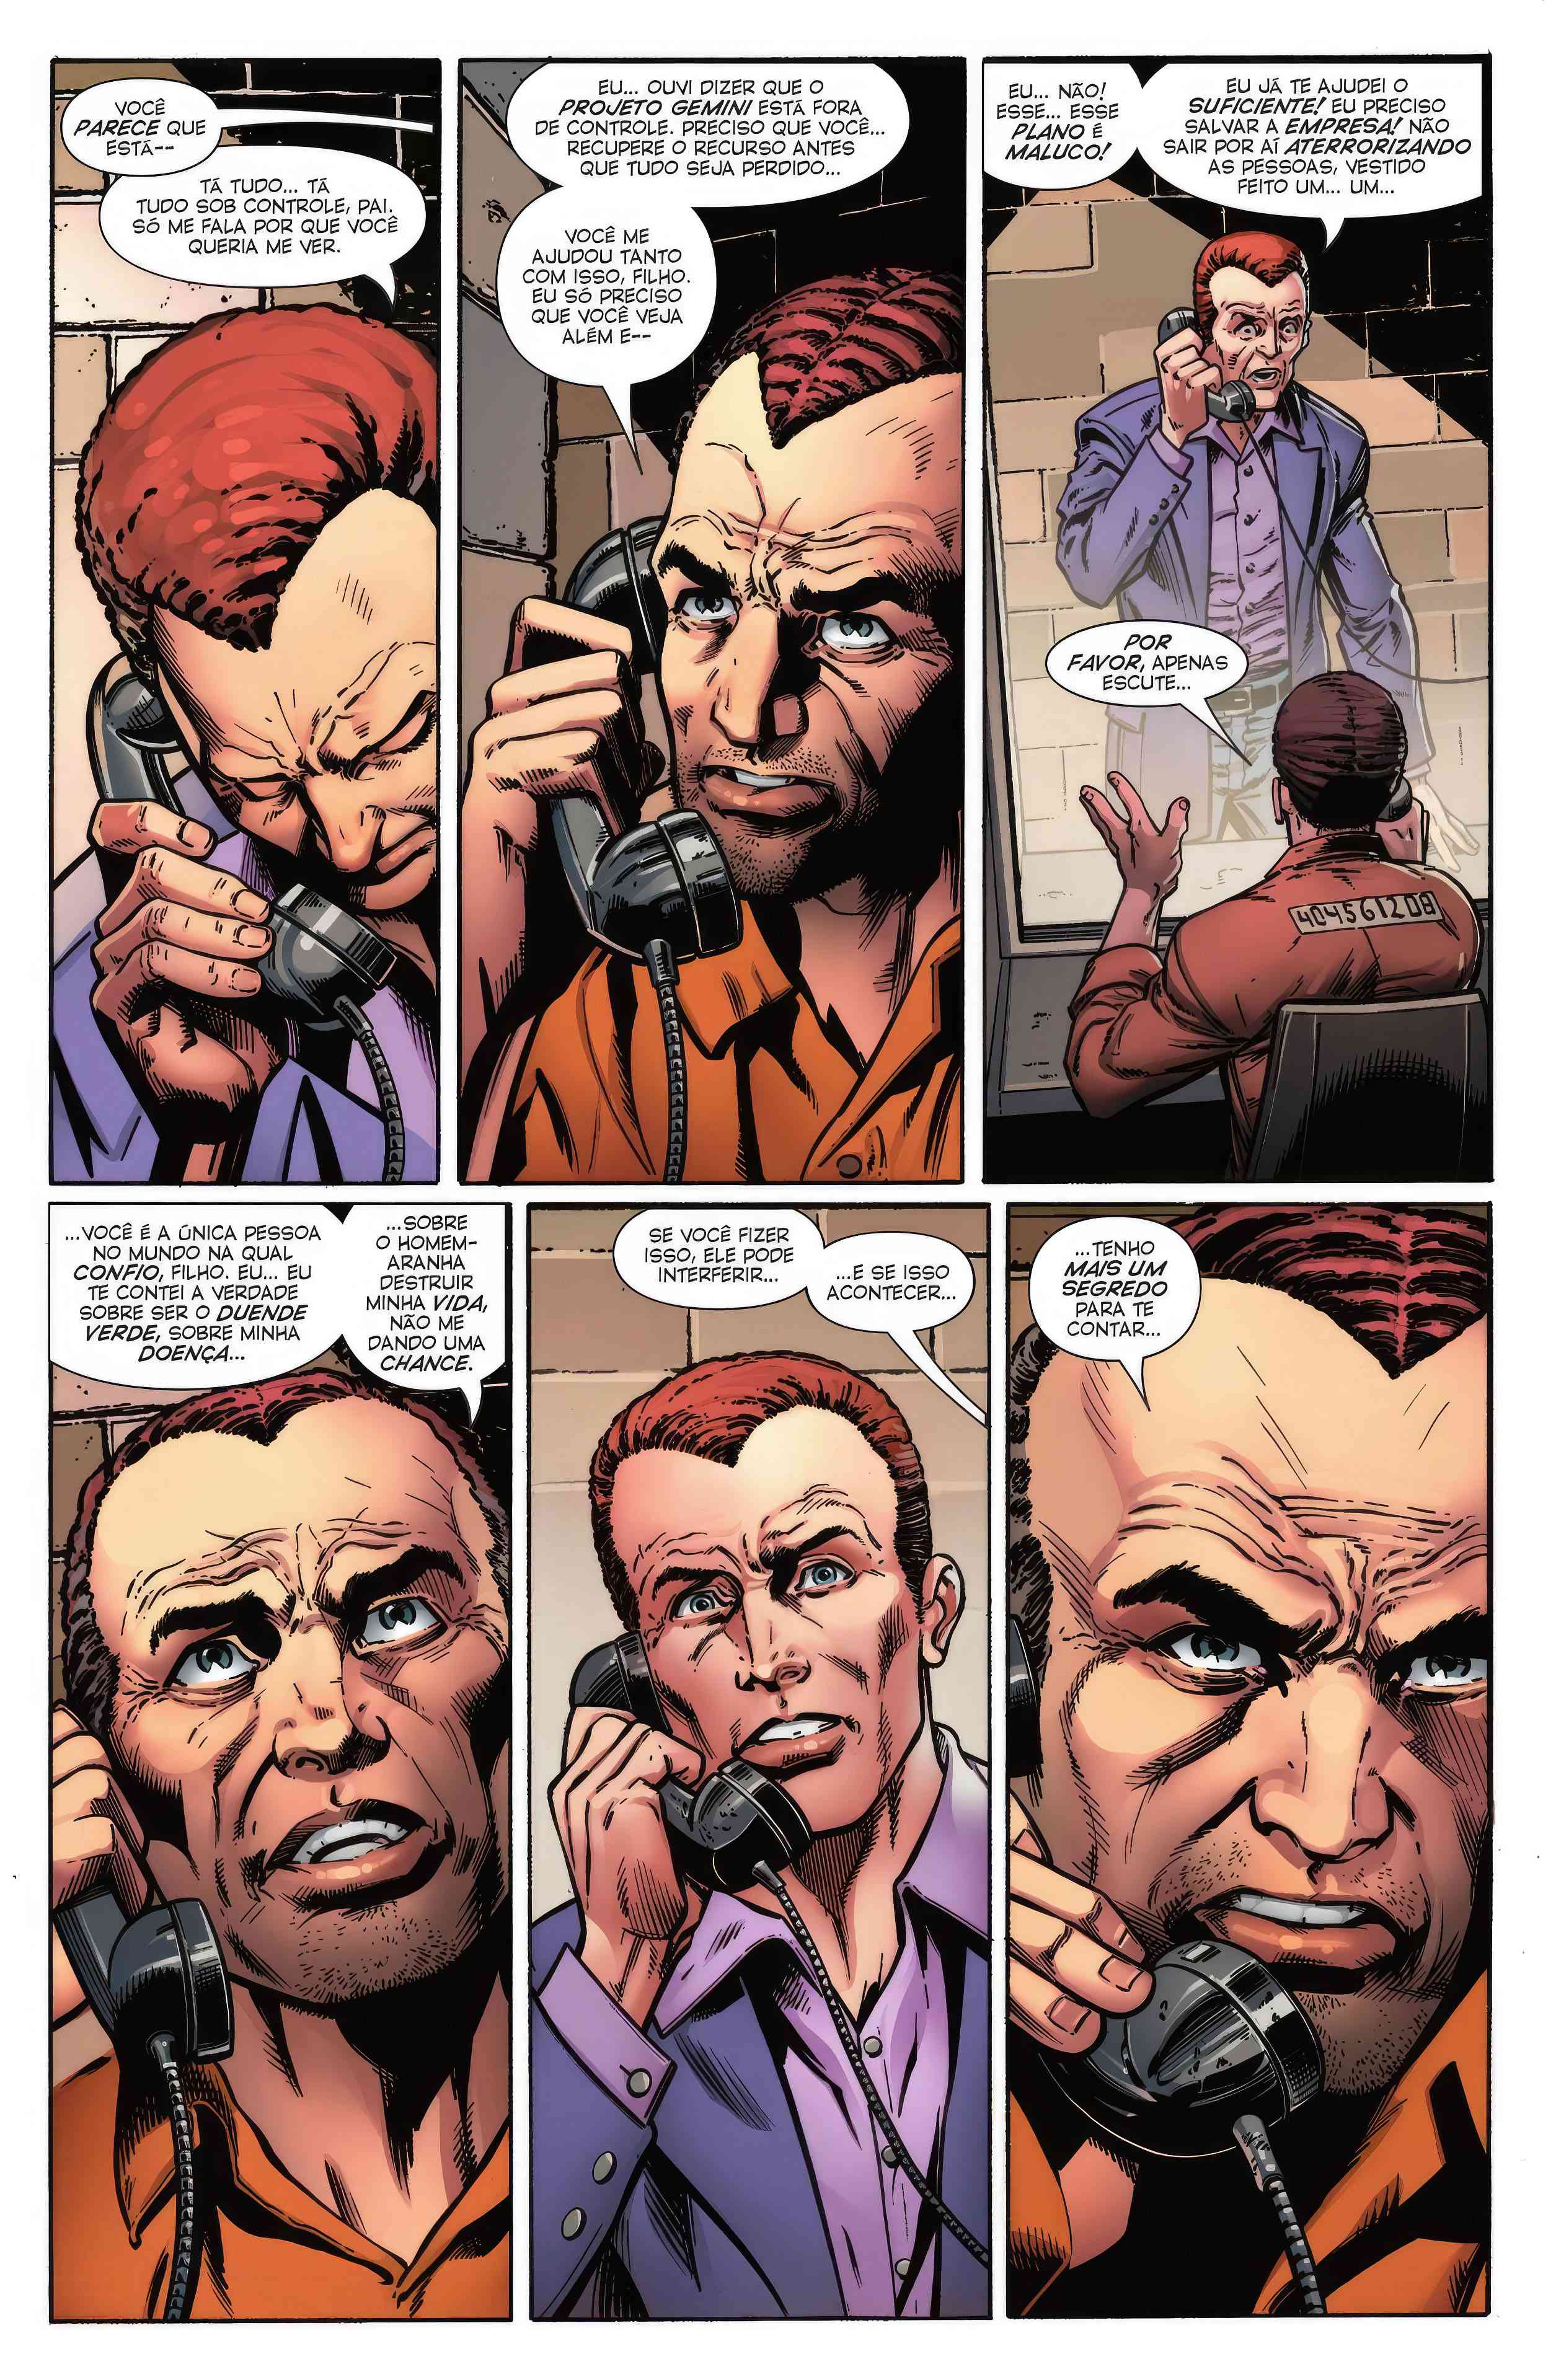 VOCÊ
PARECE QUE
ESTÁ--
TÁ TUDO... TÁ
TUDO SOB CONTROLE, PAI.
SÓ ME FALA POR QUE VOCÊ
QUERIA ME VER.
EU... OUVI DIZER QUE O
PROJETO GEMINI ESTÁ FORA
DE CONTROLE. PRECISO QUE VOCÊ...
RECUPERE O RECURSO ANTES
QUE TUDO SEJA PERDIDO...
VOCÊ ME
AJUDOU TANTO
COM ISSO, FILHO.
EU SÓ PRECISO
QUE VOCÊ VEJA
ALÉM E--
EU... NÃO!
ESSE... ESSE
PLANO É
MALUCO!
EU JÁ TE AJUDEI O
SUFICIENTE! EU PRECISO
SALVAR A EMPRESA! NÃO
SAIR POR AÍ ATERRORIZANDO
AS PESSOAS, VESTIDO
FEITO UM... UM...
POR
FAVOR, APENAS
ESCUTE...
404561208
...VOCÊ É A ÚNICA PESSOA
NO MUNDO NA QUAL
CONFIO, FILHO. EU... EU
TE CONTEI A VERDADE
SOBRE SER O DUENDE
VERDE, SOBRE MINHA
DOENÇA...
...SOBRE
O HOMEM-
ARANHA
DESTRUIR
MINHA VIDA,
NÃO ME
DANDO UMA
CHANCE.
SE VOCÊ FIZER
ISSO, ELE PODE
INTERFERIR...
...E SE ISSO
ACONTECER...
...TENHO
MAIS UM
SEGREDO
PARA TE
CONTAR...